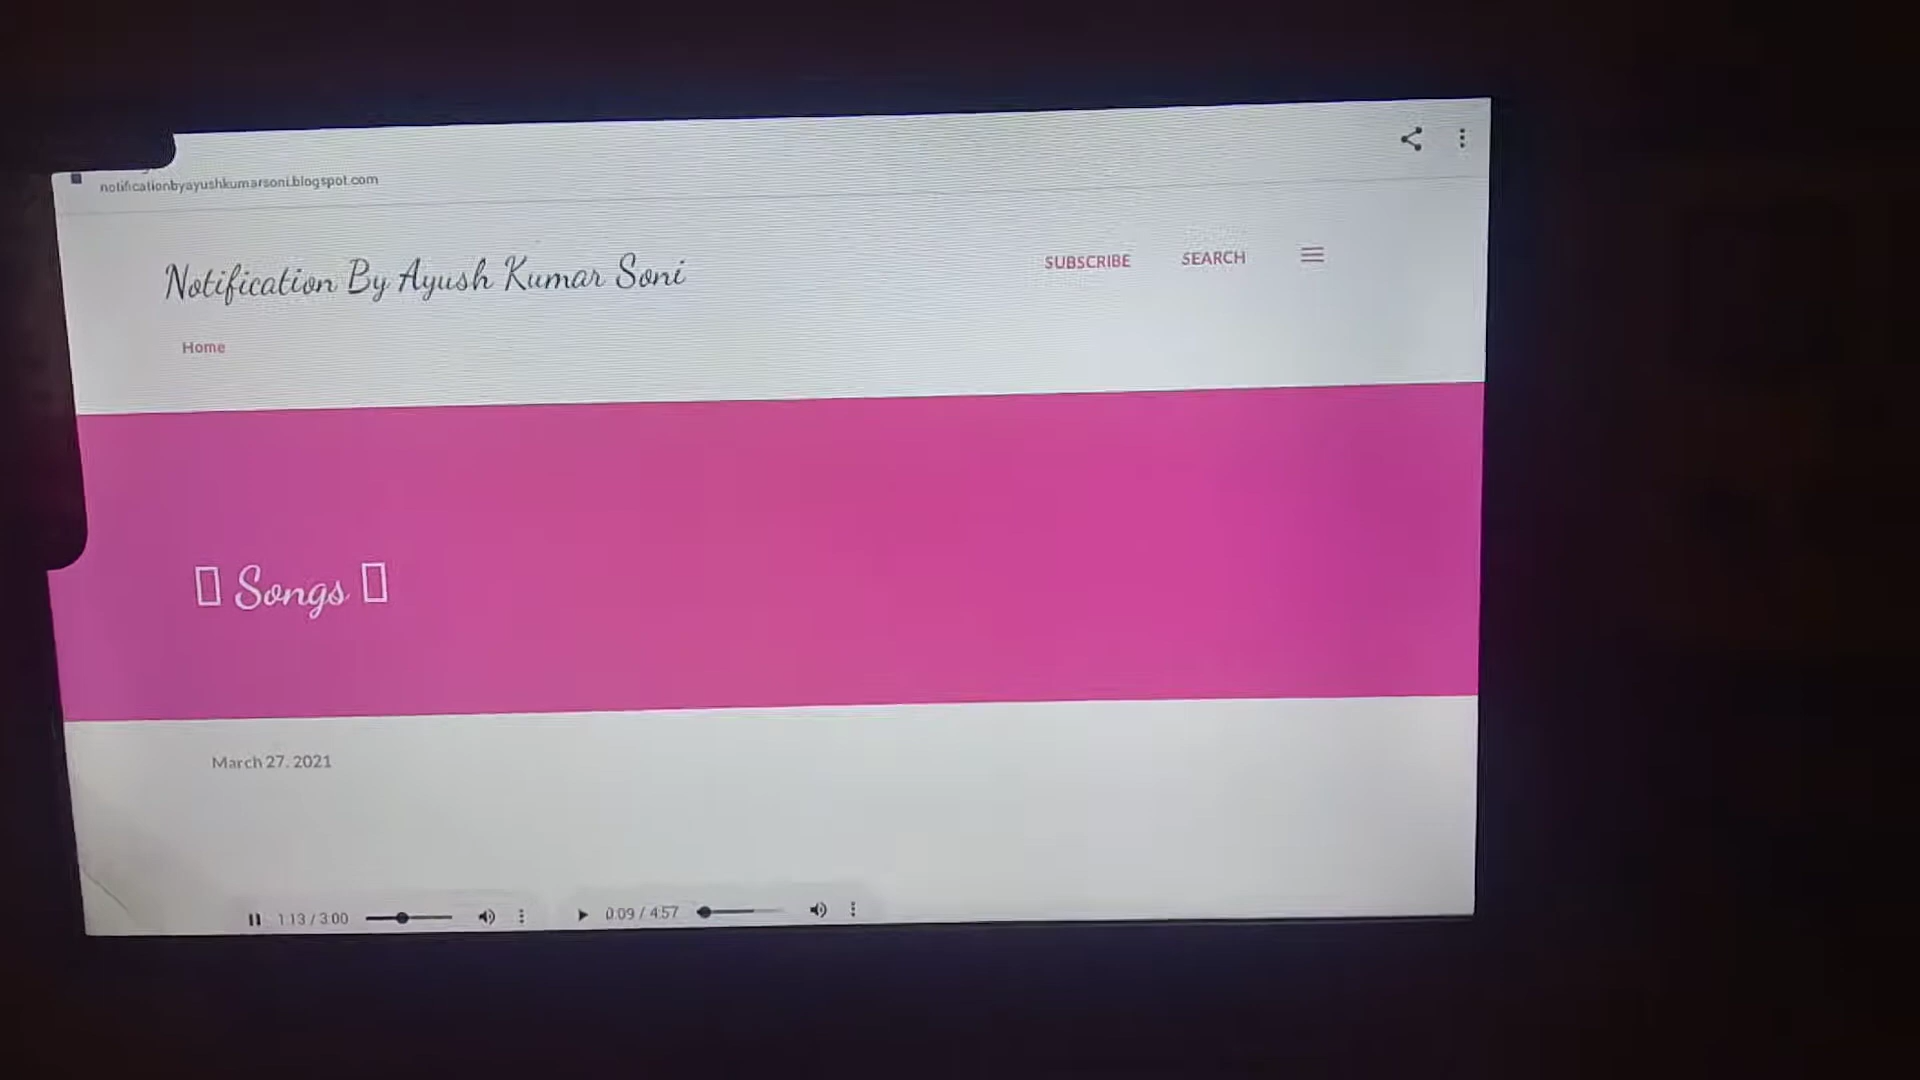 notificationbyayushkumarsoni.blogspot.com
Notification By Ayush Kumar Soni
SUBSCRIBE
SEARCH
Home
Songs
March 27, 2021
1:13 / 3:00
0:09 / 4:57